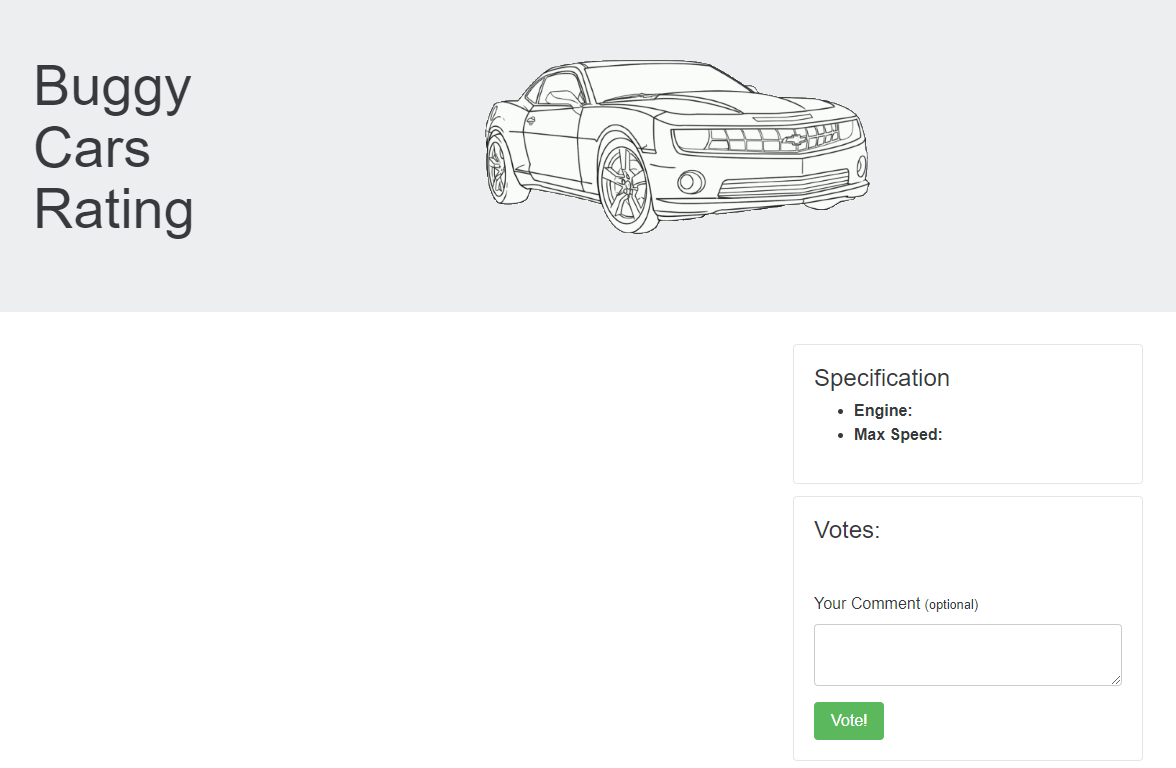 Buggy
Cars
Rating
Specification
Engine:
Max Speed:
Votes:
Your Comment (optional)
Vote!